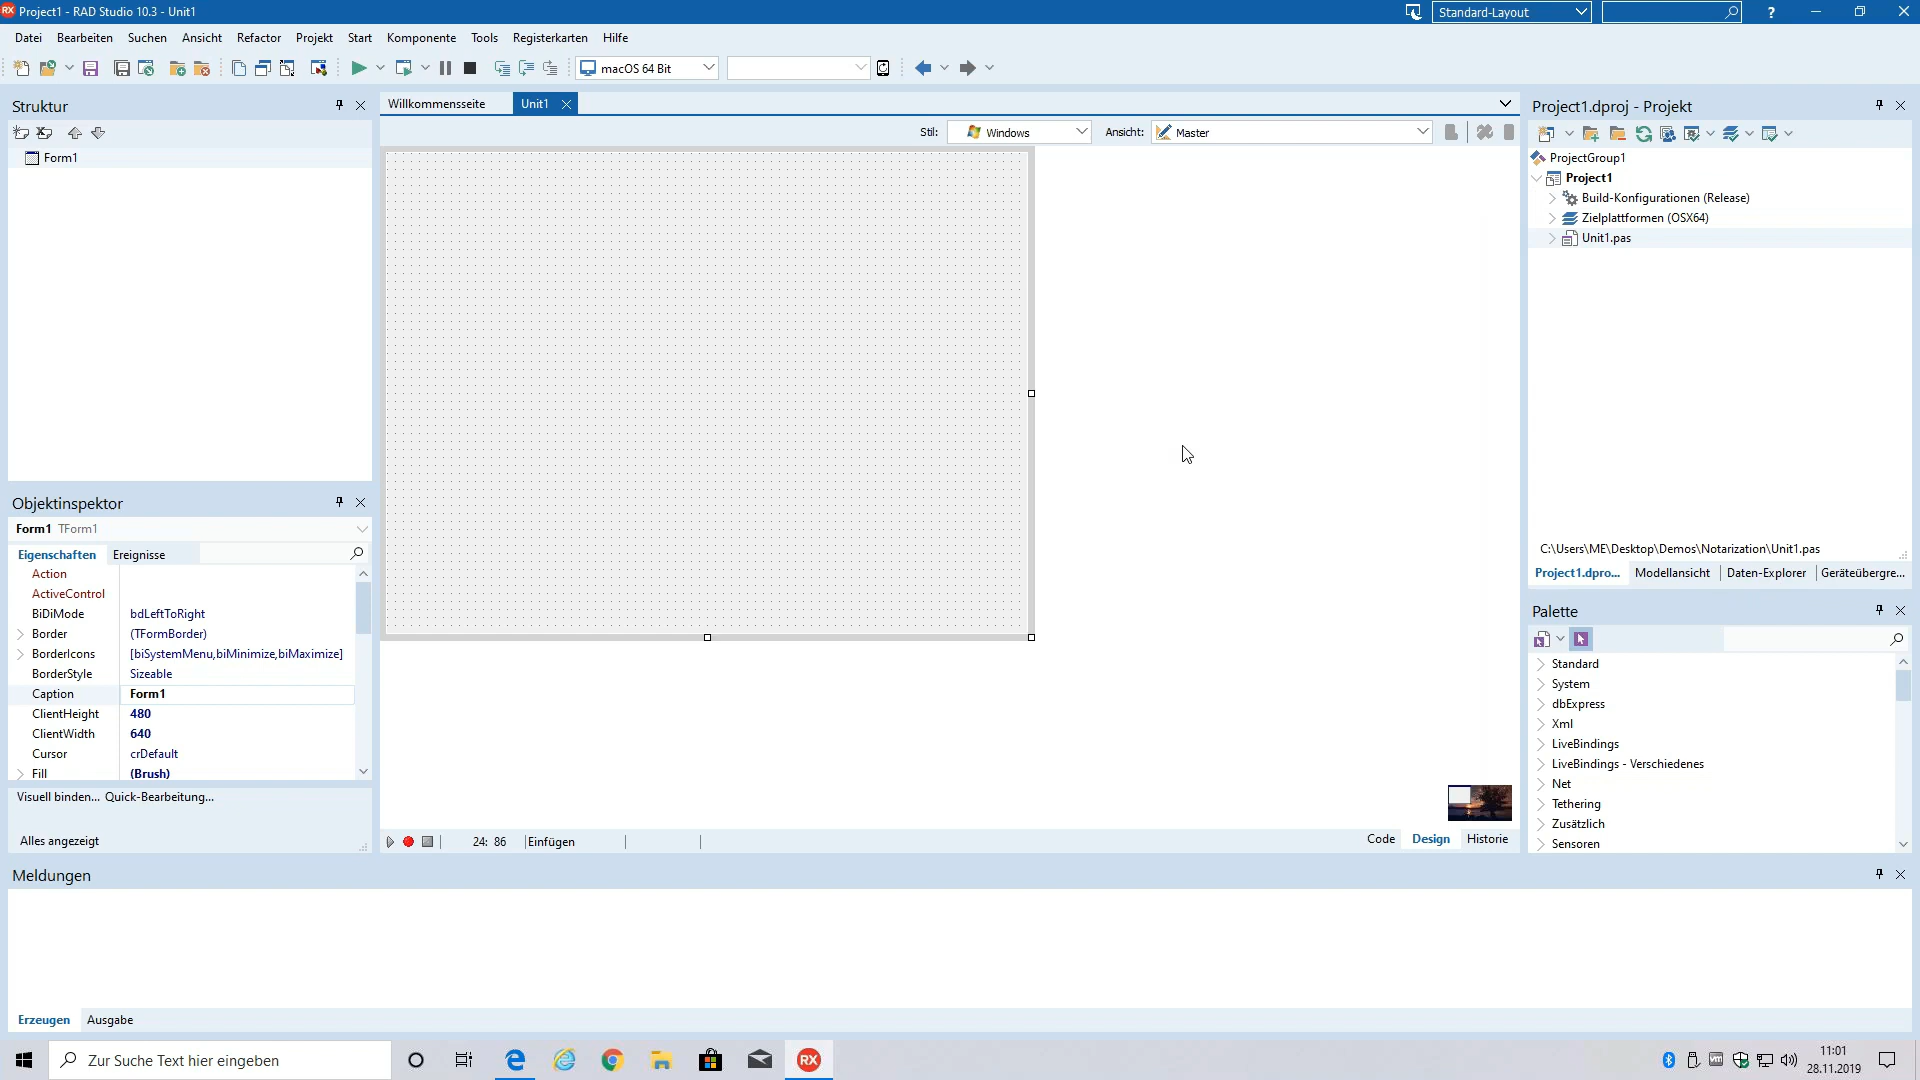 Project1 - RAD Studio 10.3 - Unit1
Standard-Layout
?
Datei Bearbeiten Suchen Ansicht Refactor Projekt Start Komponente Tools Registerkarten Hilfe
macOS 64 Bit
Struktur
Form1
Willkommensseite Unit1
Stil: Windows Ansicht: Master
Objektinspektor
Form1 TForm1
Eigenschaften Ereignisse
Action
ActiveControl
BiDiMode bdLeftToRight
Border (TFormBorder)
BorderIcons [biSystemMenu,biMinimize,biMaximize]
BorderStyle Sizeable
Caption Form1
ClientHeight 480
ClientWidth 640
Cursor crDefault
Fill (Brush)
Visuell binden... Quick-Bearbeitung...
Alles angezeigt
24: 86 Einfügen
Code Design Historie
Project1.dproj - Projekt
ProjectGroup1
Project1
Build-Konfigurationen (Release)
Zielplattformen (OSX64)
Unit1.pas
C:\Users\ME\Desktop\Demos\Notarization\Unit1.pas
Project1.dpro... Modellansicht Daten-Explorer Geräteübergre...
Palette
Standard
System
dbExpress
Xml
LiveBindings
LiveBindings - Verschiedenes
Net
Tethering
Zusätzlich
Sensoren
Meldungen
Erzeugen Ausgabe
Zur Suche Text hier eingeben
RX
11:01
28.11.2019